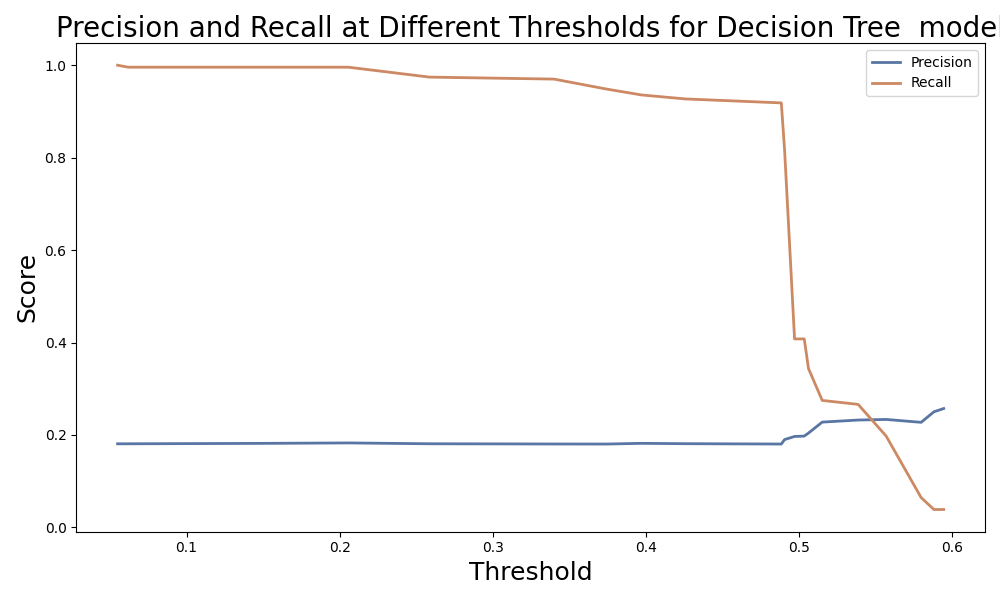 Precision and Recall at Different Thresholds for Decision Tree  model
Precision
Recall
Score
1.0
0.8
0.6
0.4
0.2
0.0
0.1
0.2
0.3
0.4
0.5
0.6
Threshold